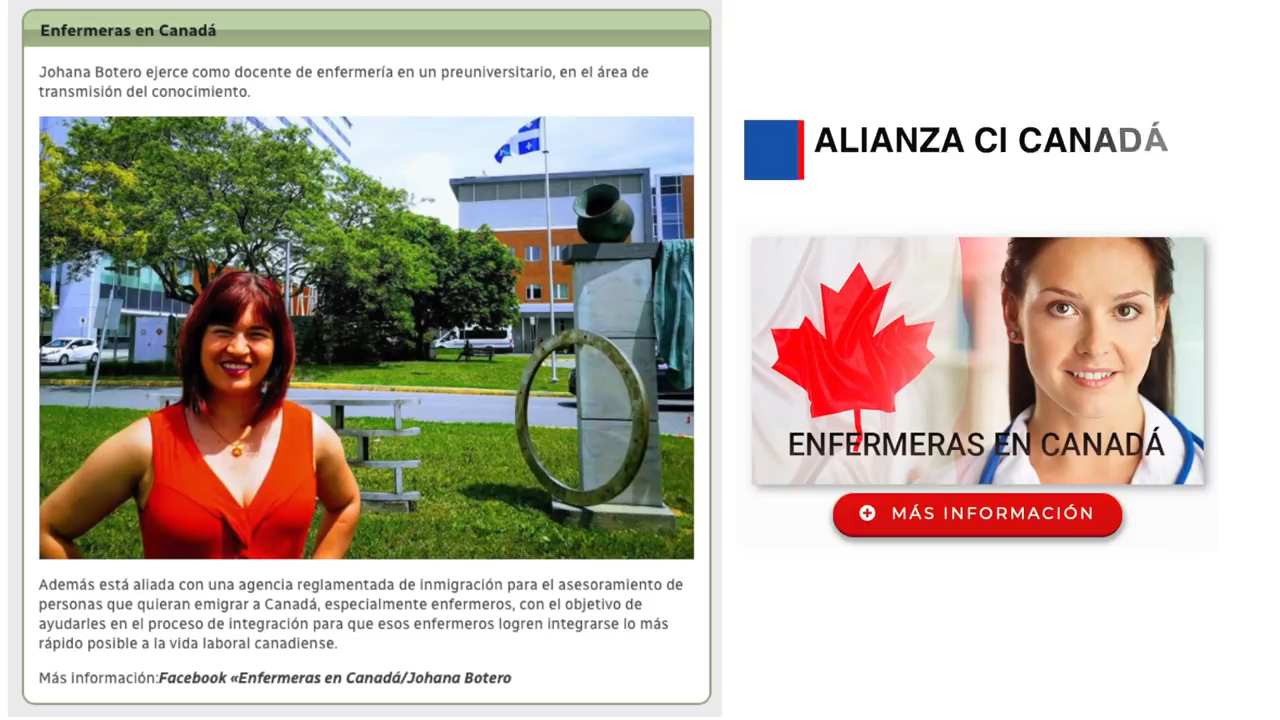 Enfermeras en Canadá
Johana Botero ejerce como docente de enfermería en un preuniversitario, en el área de
transmisión del conocimiento.
Además está aliada con una agencia reglamentada de inmigración para el asesoramiento de
personas que quieran emigrar a Canadá, especialmente enfermeros, con el objetivo de
ayudarles en el proceso de integración para que esos enfermeros logren integrarse lo más
rápido posible a la vida laboral canadiense.
Más información:Facebook «Enfermeras en Canadá/Johana Botero
ALIANZA CI CANADÁ
ENFERMERAS EN CANADÁ
MÁS INFORMACIÓN